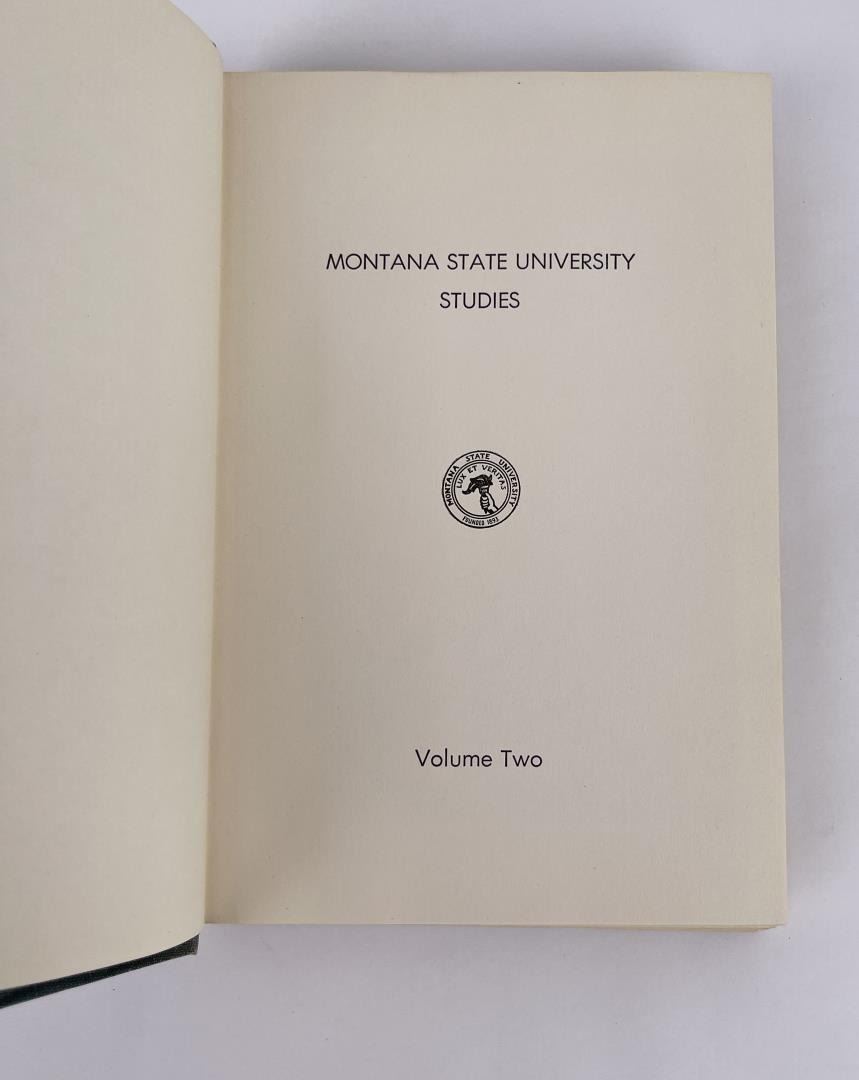 MONTANA STATE UNIVERSITY
STUDIES
MONTANA STATE UNIVERSITY
LUX ET VERITAS
FOUNDED 1893
Volume Two